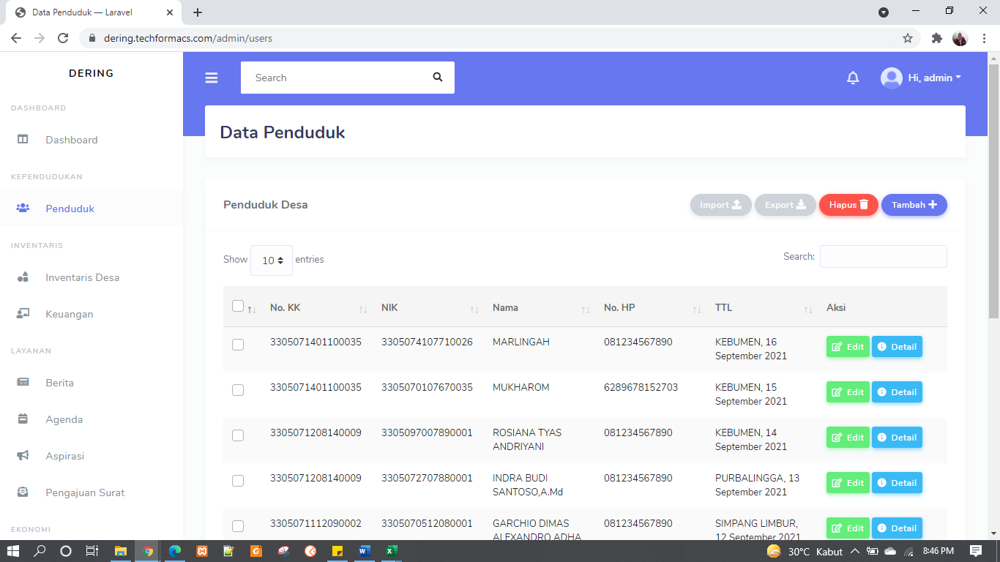 Data Penduduk — Laravel
dering.techformacs.com/admin/users
DERING
Search
Hi, admin
DASHBOARD
Dashboard
KEPENDUDUKAN
Penduduk
INVENTARIS
Inventaris Desa
Keuangan
LAYANAN
Berita
Agenda
Aspirasi
Pengajuan Surat
EKONOMI
Data Penduduk
Penduduk Desa
Import
Export
Hapus
Tambah
Show 10 entries
Search:
No. KK NIK Nama No. HP TTL Aksi
3305071401100035 3305074107710026 MARLINGAH 081234567890 KEBUMEN, 16 Edit Detail
September 2021
3305071401100035 3305070107670035 MUKHAROM 6289678152703 KEBUMEN, 15 Edit Detail
September 2021
3305071208140009 3305097007890001 ROSIANA TYAS 081234567890 KEBUMEN, 14 Edit Detail
ANDRIYANI September 2021
3305071208140009 3305072707880001 INDRA BUDI 081234567890 PURBALINGGA, 13 Edit Detail
SANTOSO,A.Md September 2021
3305071112090002 3305070512080001 GARCHIO DIMAS 081234567890 SIMPANG LIMBUR, Edit Detail
ALEXANDRO ADHA 12 September 2021
30°C Kabut 8:46 PM